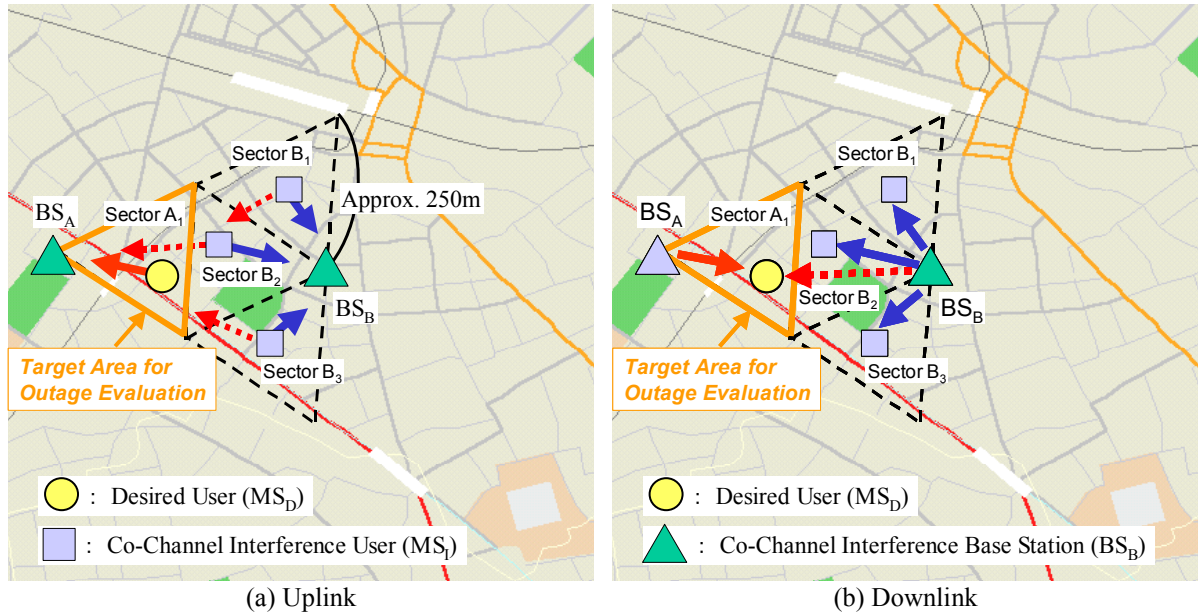 Sector B1
Approx. 250m
BSA
Sector A1
Sector B2
BSB
Sector B3
Target Area for
Outage Evaluation
: Desired User (MSD)
: Co-Channel Interference User (MSI)
(a) Uplink
Sector B1
BSA
Sector A1
Sector B2
BSB
Sector B3
Target Area for
Outage Evaluation
: Desired User (MSD)
: Co-Channel Interference Base Station (BSB)
(b) Downlink